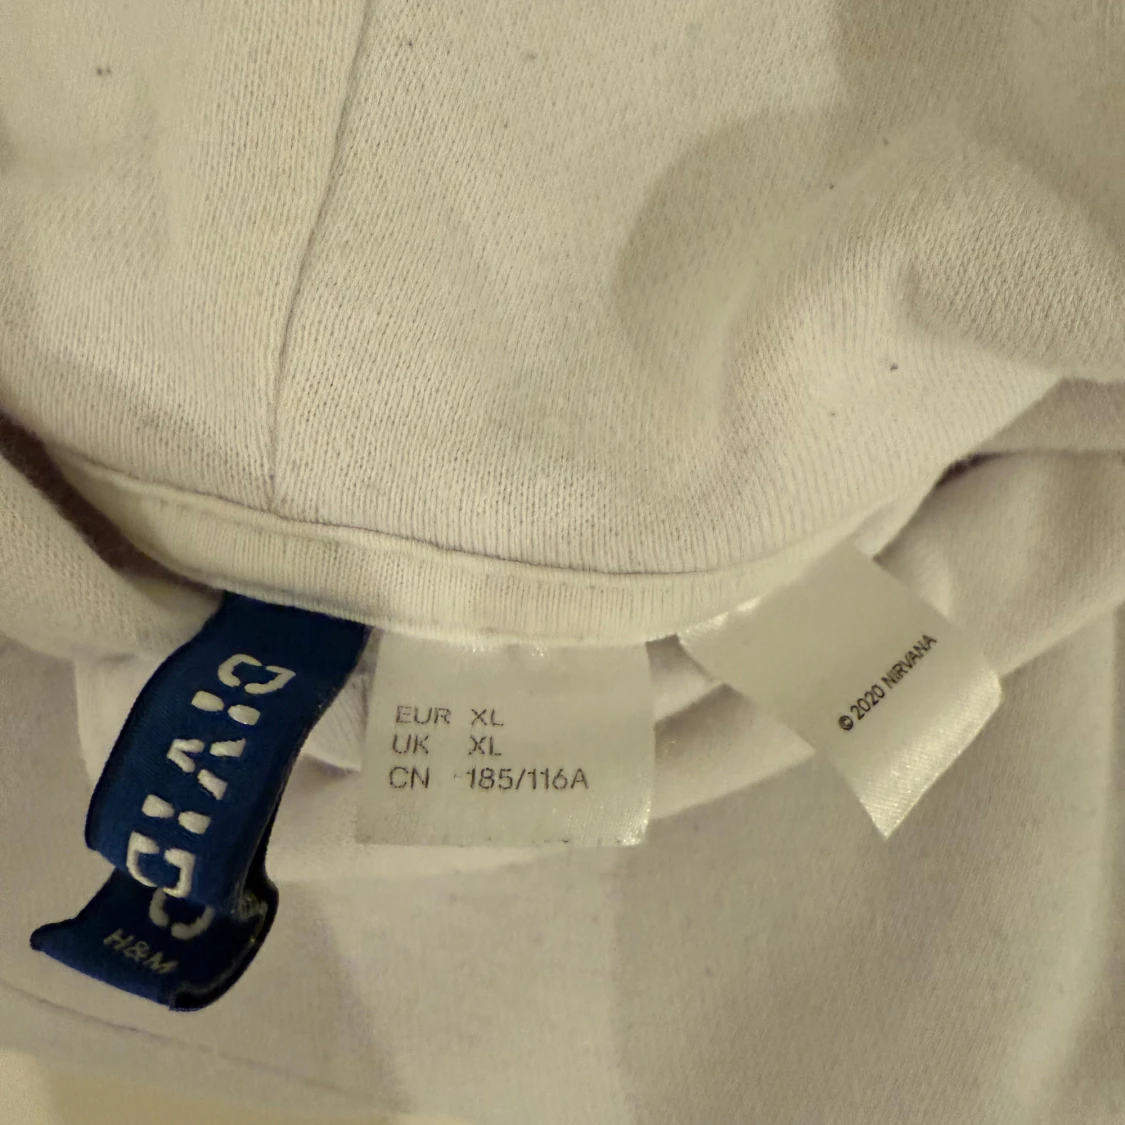 DIVIDED
H&M
EUR XL
UK XL
CN 185/116A
© 2020 NIRVANA